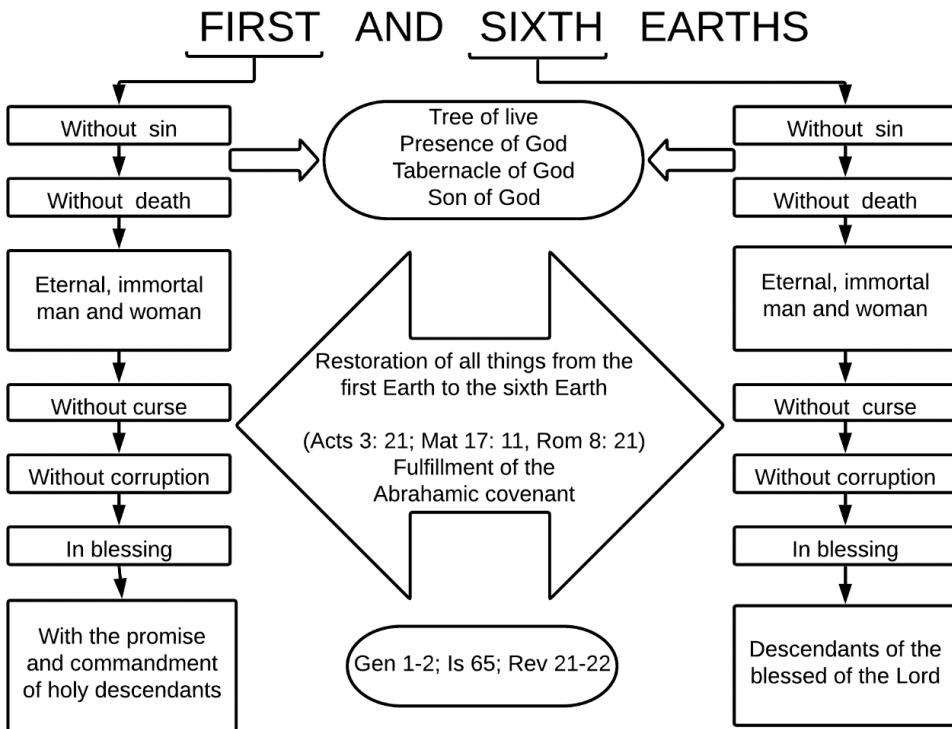 FIRST AND SIXTH EARTHS
Without sin
Without death
Eternal, immortal
man and woman
Without curse
Without corruption
In blessing
With the promise
and commandment
of holy descendants
Tree of live
Presence of God
Tabernacle of God
Son of God
Restoration of all things from the
first Earth to the sixth Earth
(Acts 3: 21; Mat 17: 11, Rom 8: 21)
Fulfillment of the
Abrahamic covenant
Gen 1-2; Is 65; Rev 21-22
Without sin
Without death
Eternal, immortal
man and woman
Without curse
Without corruption
In blessing
Descendants of the
blessed of the Lord